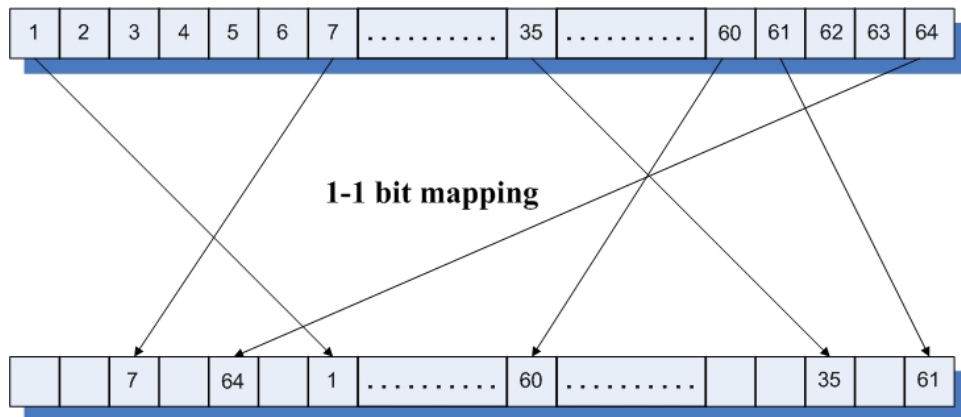 1 2 3 4 5 6 7 .......... 35 .......... 60 61 62 63 64
1-1 bit mapping
7 64 1 .......... 60 .......... 35 61